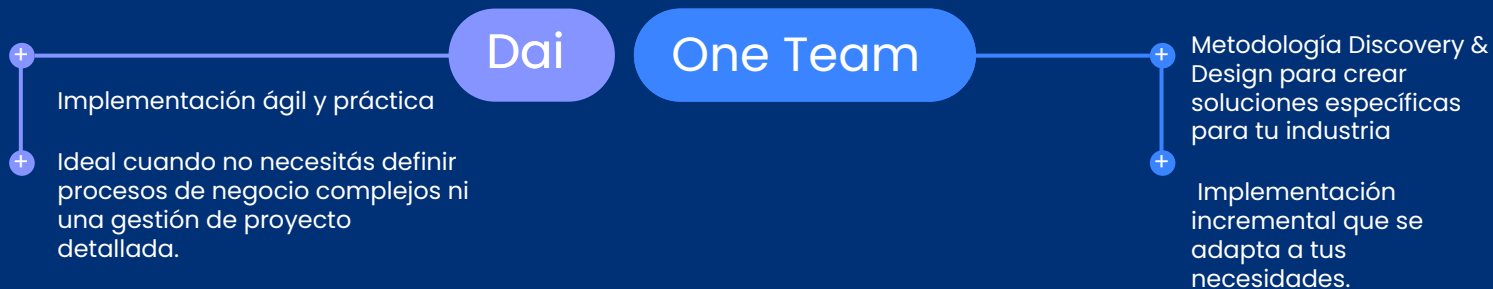 Dai
One Team
Implementación ágil y práctica
Ideal cuando no necesitás definir
procesos de negocio complejos ni
una gestión de proyecto
detallada.
Metodología Discovery &
Design para crear
soluciones específicas
para tu industria
Implementación
incremental que se
adapta a tus
necesidades.